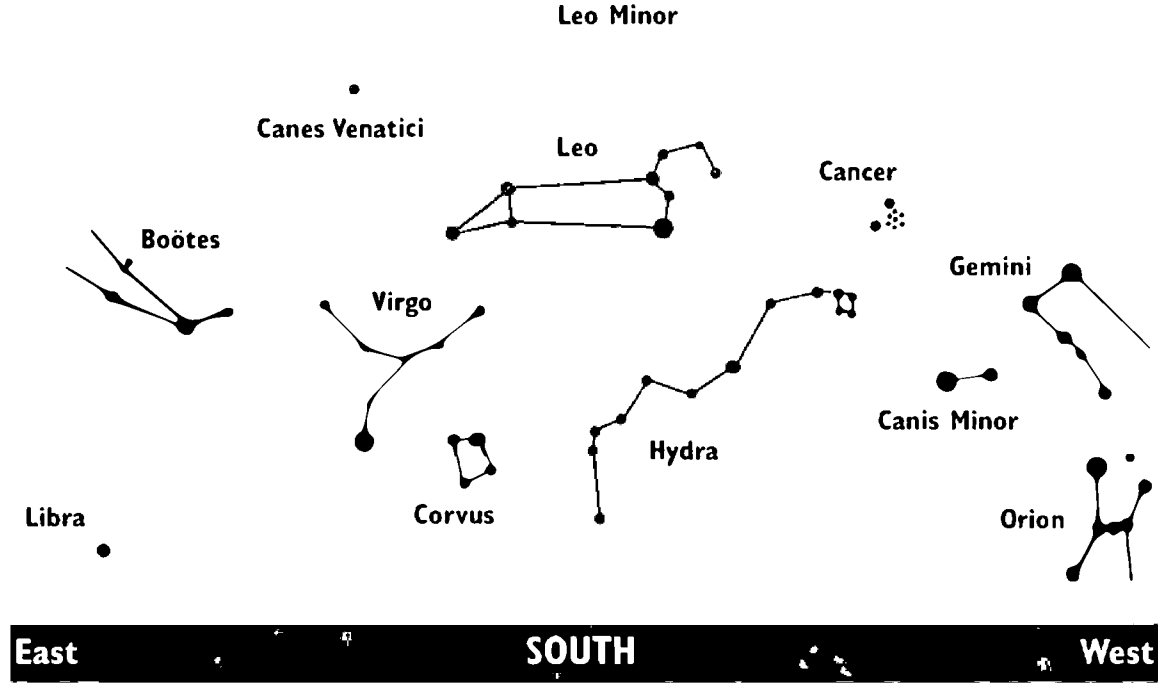 Leo Minor
Canes Venatici
Leo
Cancer
Boötes
Gemini
Virgo
Canis Minor
Hydra
Corvus
Libra
Orion
East SOUTH West